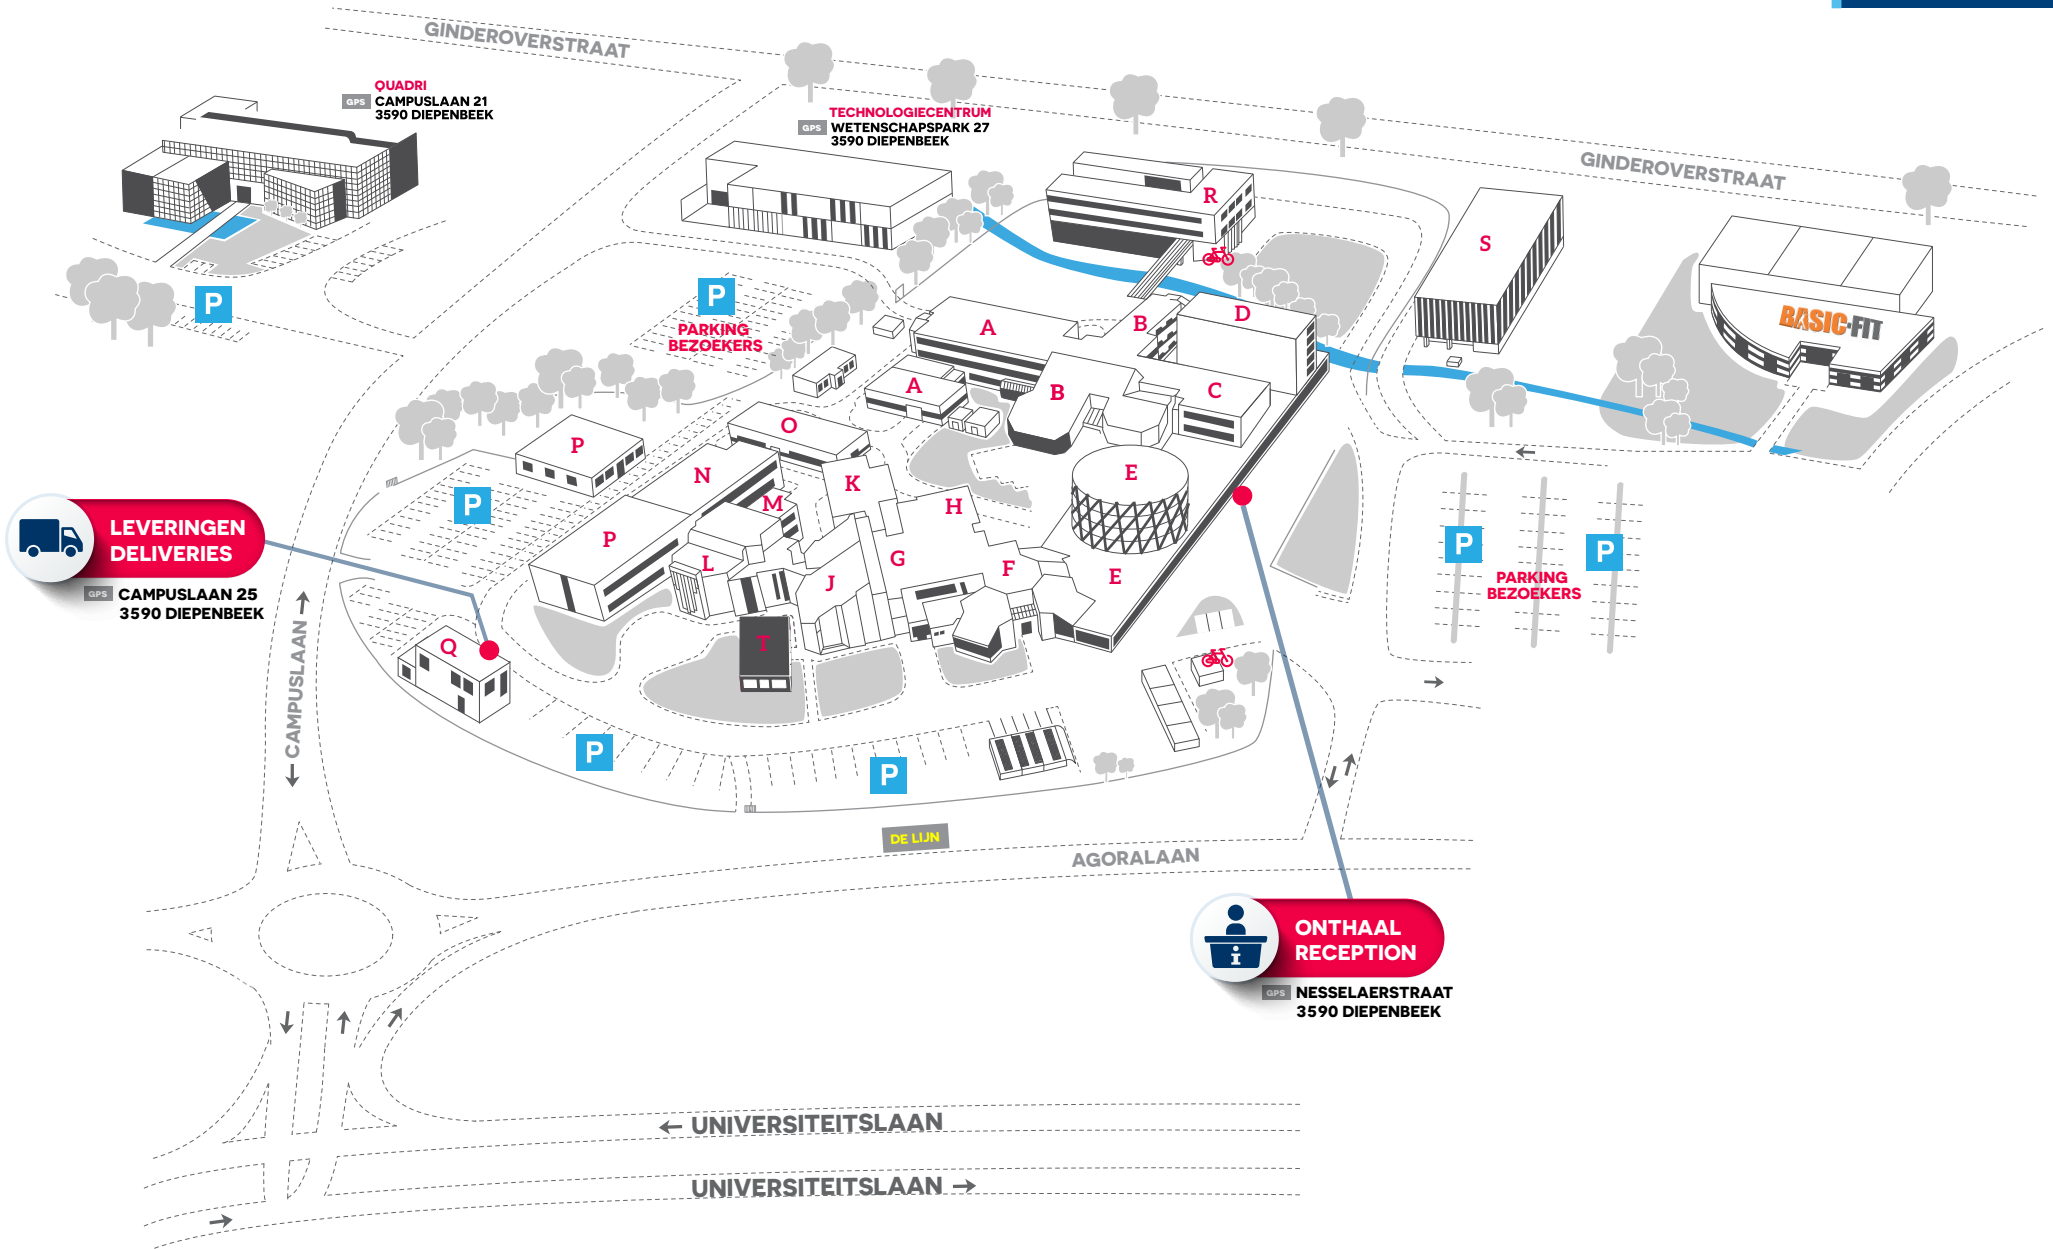 GINDEROVERSTRAAT
QUADRI
GPS CAMPUSLAAN 21
3590 DIEPENBEEK
TECHNOLOGIECENTRUM
GPS WETENSCHAPSPARK 27
3590 DIEPENBEEK
GINDEROVERSTRAAT
R
S
P
P
PARKING
BEZOEKERS
A
B
D
BASIC-FIT
A
B
C
O
P
N
K
E
M
H
P
LEVERINGEN
DELIVERIES
GPS CAMPUSLAAN 25
3590 DIEPENBEEK
P
L
J
G
F
E
P
P
PARKING
BEZOEKERS
CAMPUSLAAN
Q
T
P
P
DE LIJN
AGORALAAN
ONTHAAL
RECEPTION
i
GPS NESSELAERSTRAAT
3590 DIEPENBEEK
← UNIVERSITEITSLAAN
UNIVERSITEITSLAAN →